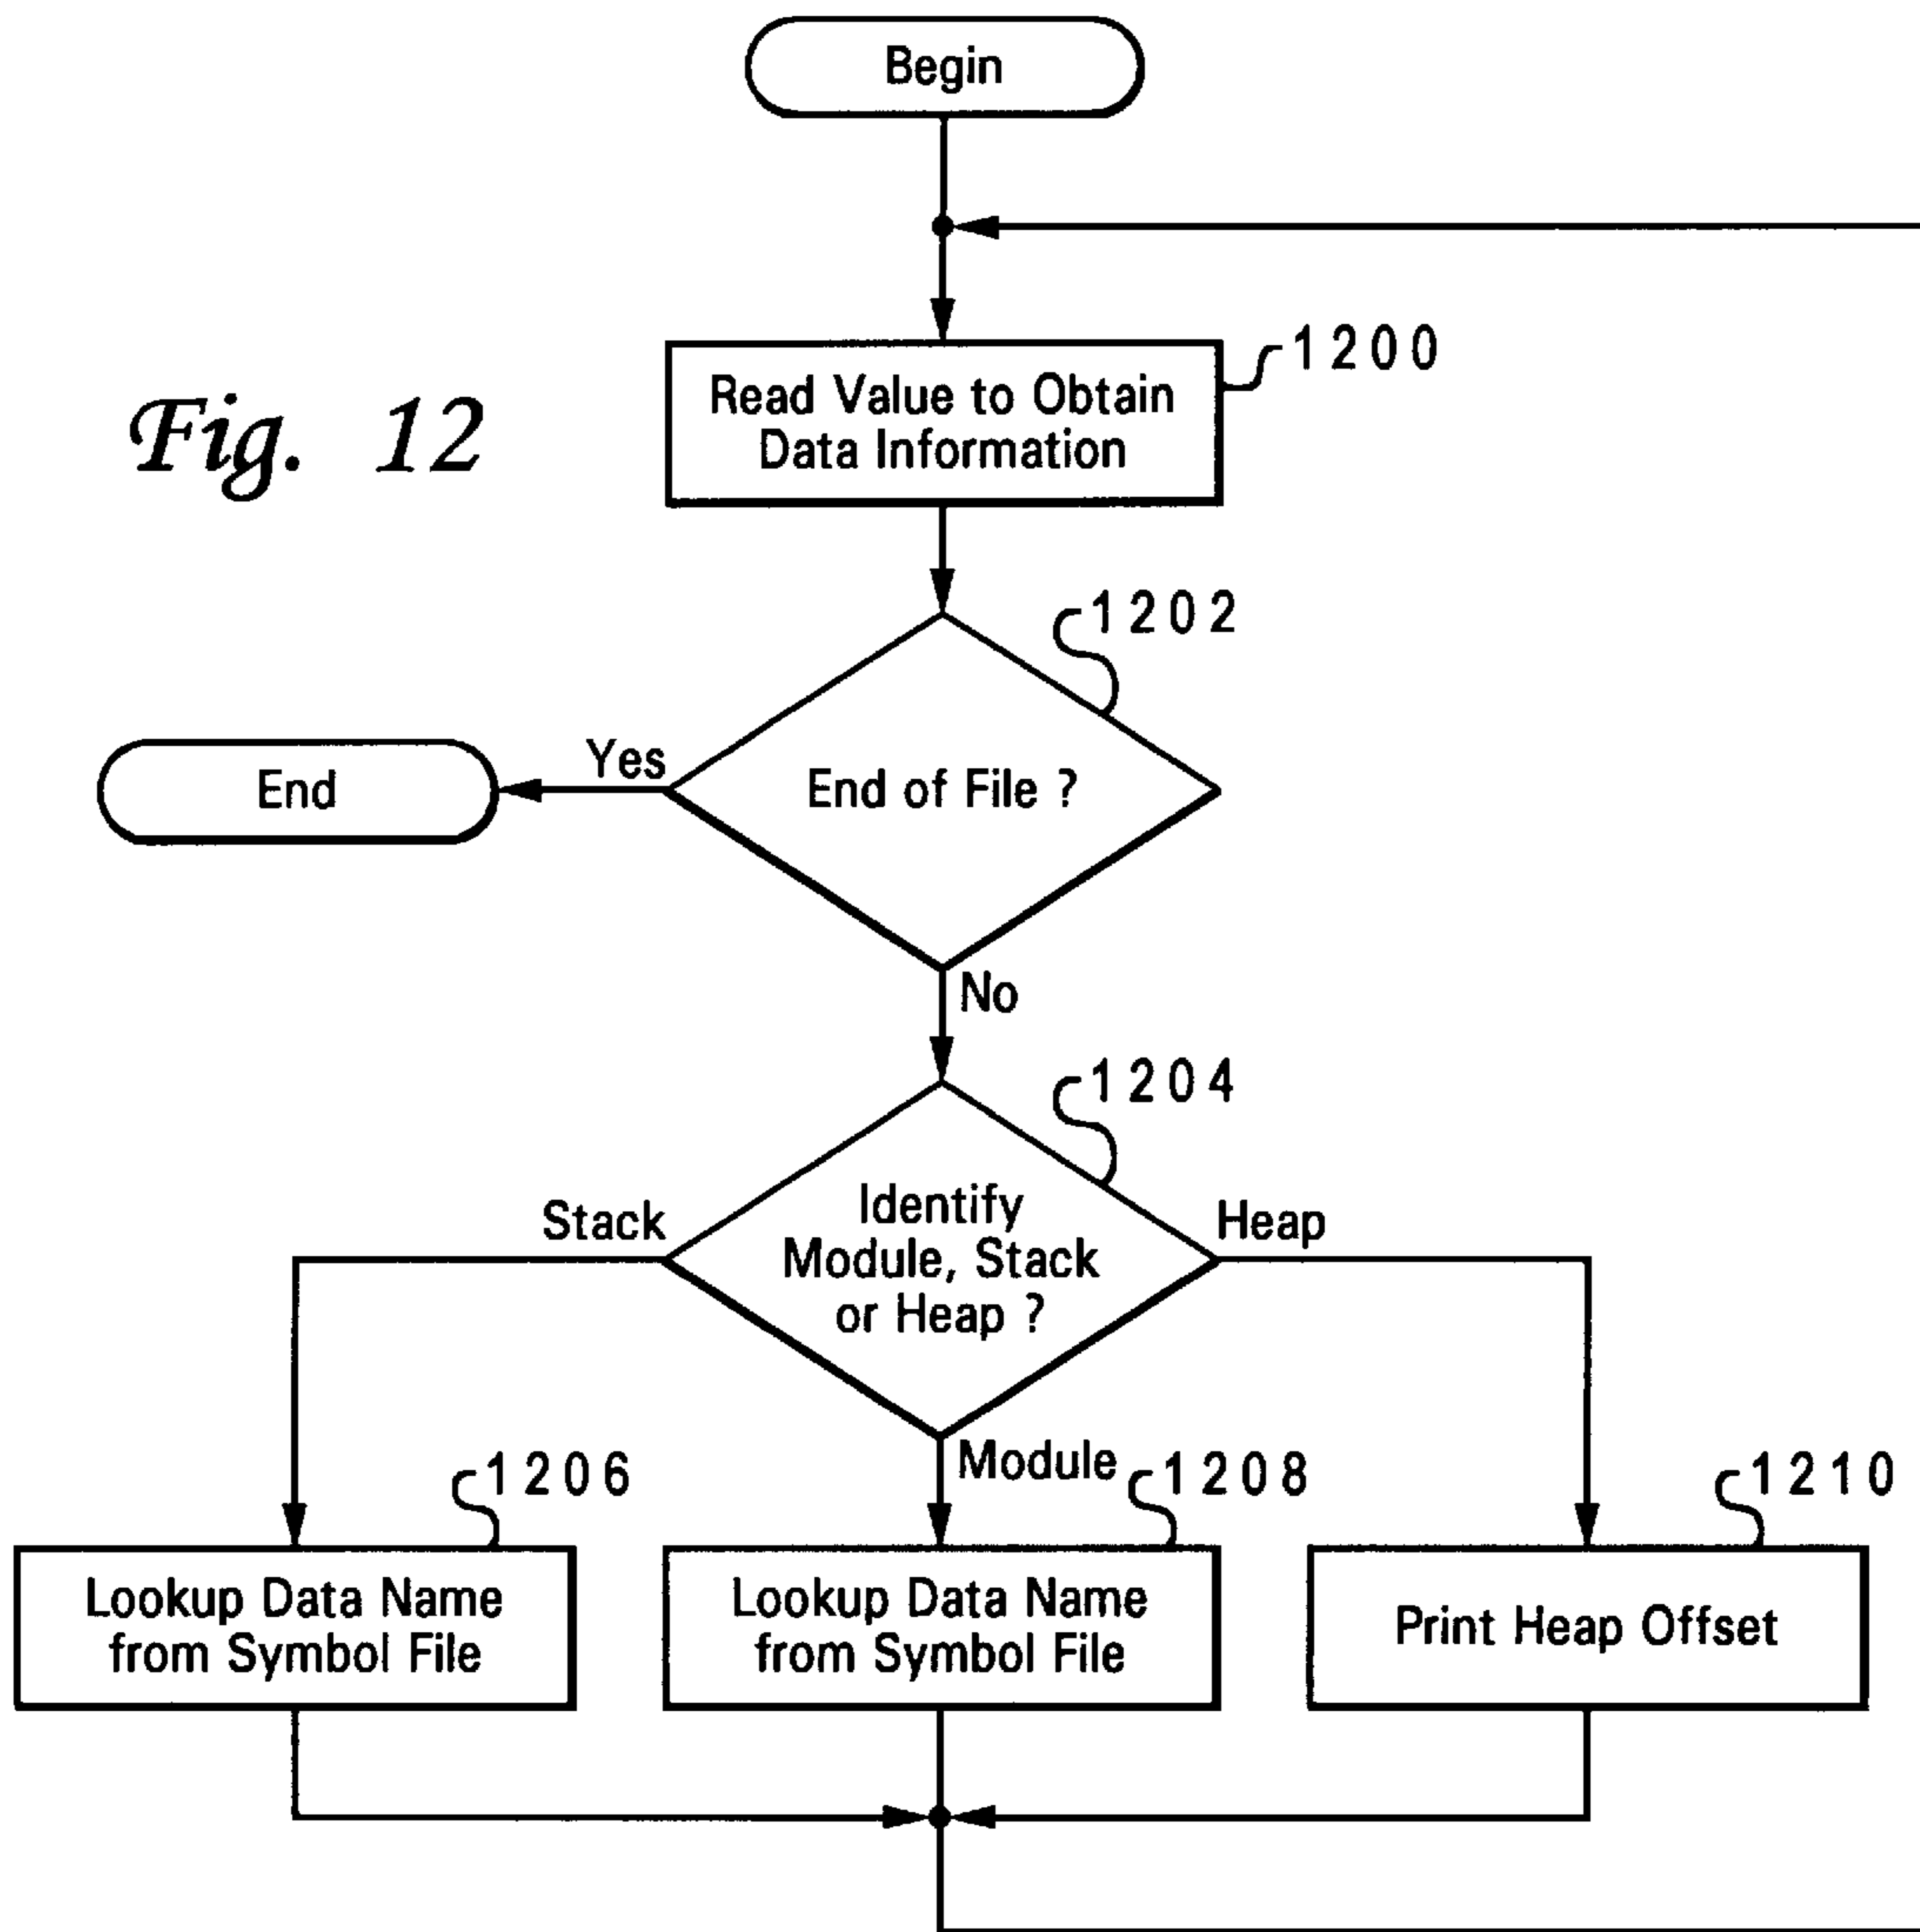 Begin
1200
Read Value to Obtain
Data Information
Fig. 12
1202
Yes
End
End of File ?
No
1204
Stack
Identify
Module, Stack
or Heap ?
Heap
Module
1206
1208
1210
Lookup Data Name
from Symbol File
Lookup Data Name
from Symbol File
Print Heap Offset